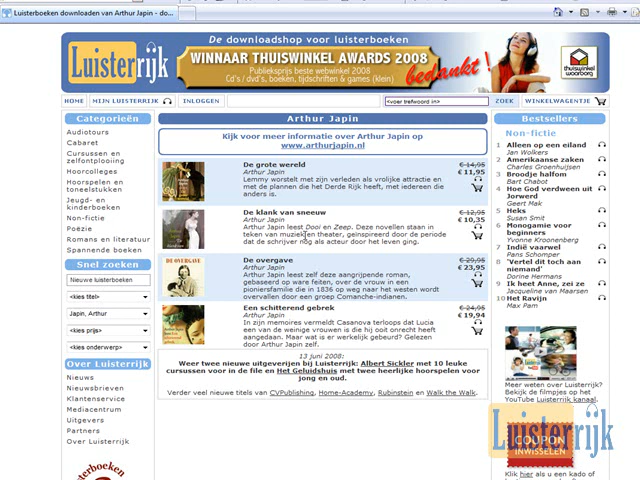 Luisterboeken downloaden van Arthur Japin - do...
De downloadshop voor luisterboeken
Luisterrijk
WINNAAR THUISWINKEL AWARDS 2008
Publieksprijs beste webwinkel 2008
Cd's / dvd's, boeken, tijdschriften & games (klein)
bedankt !
thuiswinkel
waarborg
HOME
MIJN LUISTERRIJK
INLOGGEN
<voer trefwoord in>
ZOEK
WINKELWAGENTJE
Categorieën
Audiotours
Cabaret
Cursussen en
zelfontplooiing
Hoorcolleges
Hoorspelen en
toneelstukken
Jeugd- en
kinderboeken
Non-fictie
Poëzie
Romans en literatuur
Spannende boeken
Snel zoeken
Nieuwe luisterboeken
<kies titel>
Japin, Arthur
<kies prijs>
<kies onderwerp>
Over Luisterrijk
Nieuws
Nieuwsbrieven
Klantenservice
Mediacentrum
Uitgevers
Partners
Over Luisterrijk
Arthur Japin
Kijk voor meer informatie over Arthur Japin op
www.arthurjapin.nl
De grote wereld
€ 14,95
Arthur Japin
€ 11,95
Lemmy worstelt met zijn verleden als vrolijke attractie en
met de plannen die het Derde Rijk heeft, met iedereen die
anders is.
De klank van sneeuw
€ 12,95
Arthur Japin
€ 10,35
Arthur Japin leest Dooi en Zeep. Deze novellen staan in
teken van muziek en theater, geïnspireerd door de periode
dat de schrijver nog als acteur door het leven ging.
De overgave
€ 29,95
Arthur Japin
€ 23,95
Arthur Japin leest zelf deze aangrijpende roman,
gebaseerd op ware feiten, over de vrouw in een
pioniersfamilie die in 1836 op weg naar het westen wordt
overvallen door een groep Comanche-indianen.
Een schitterend gebrek
€ 24,95
Arthur Japin
€ 19,94
In zijn memoires vermeldt Casanova terloops dat Lucia
een van de weinige vrouwen is die hij ooit onrecht heeft
aangedaan. Maar wat is er werkelijk gebeurd? Gelezen
door Arthur Japin zelf.
13 juni 2008:
Weer twee nieuwe uitgeverijen bij Luisterrijk: Albert Sickler met 10 leuke
cursussen voor in de file en Het Geluidshuis met twee heerlijke hoorspelen voor
jong en oud.
Verder veel nieuwe titels van CVPublishing, Home-Academy, Rubinstein en Walk the Walk.
Bestsellers
Non-fictie
1 Alleen op een eiland
Jan Wolkers
2 Amerikaanse zaken
Charles Groenhuijsen
3 Broodje halfom
Bart Chabot
4 Hoe God verdween uit
Jorwerd
Geert Mak
5 Heks
Susan Smit
6 Monogamie voor
beginners
Yvonne Kroonenberg
7 Indië vaarwel
Fans Schomper
8 'Vertel dit toch aan
niemand'
Dorine Hermans
9 Ik heet Anne, zei ze
Jacqueline van Maarsen
10 Het Ravijn
Max Pam
Meer weten over Luisterrijk?
Bekijk de filmpjes op het
YouTube Luisterrijk kanaal.
Luisterrijk
COUPON
INWISSELEN
Klik hier als u een kado of